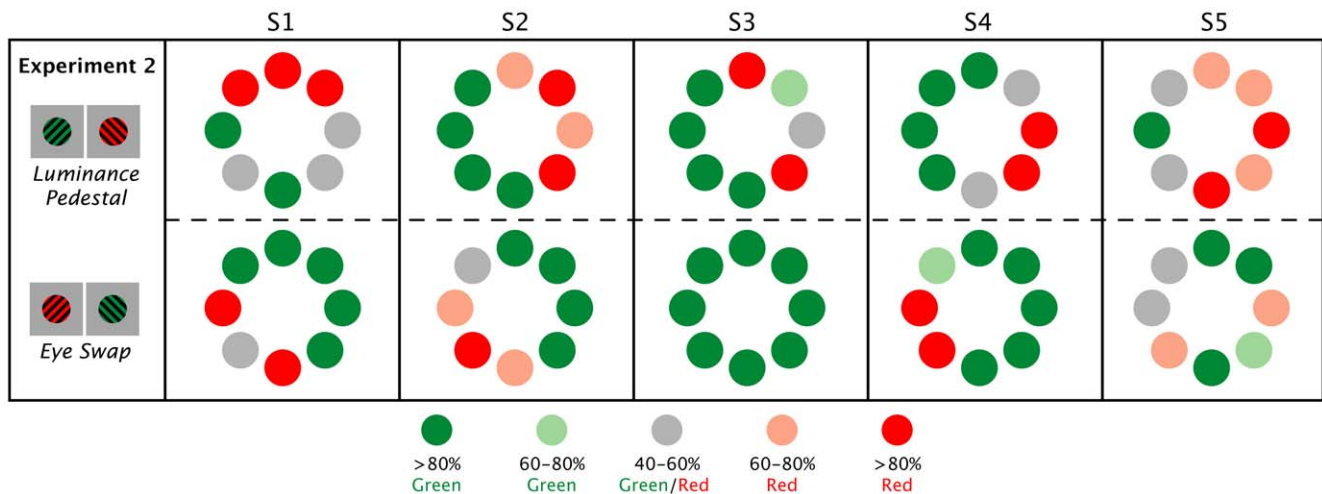 S1 S2 S3 S4 S5
Experiment 2
Luminance
Pedestal
Eye Swap
>80% 60–80% 40–60% 60–80% >80%
Green Green Green/Red Red Red